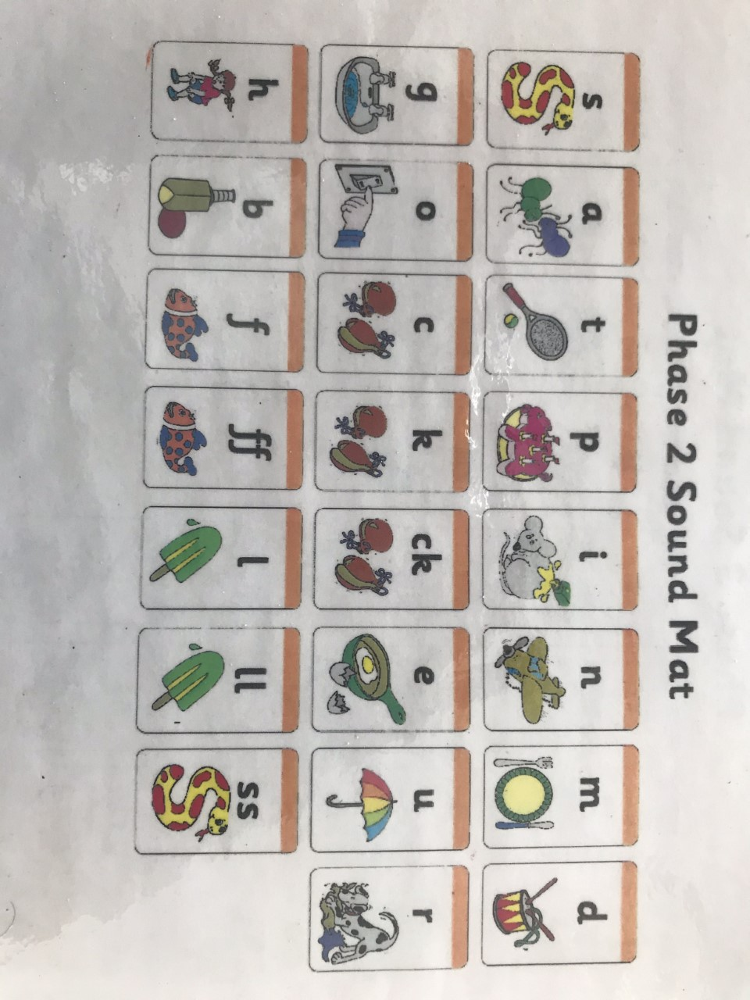 Phase 2 Sound Mat
s a t p i n m d
g o c k ck e u r
h b f ff l ll ss